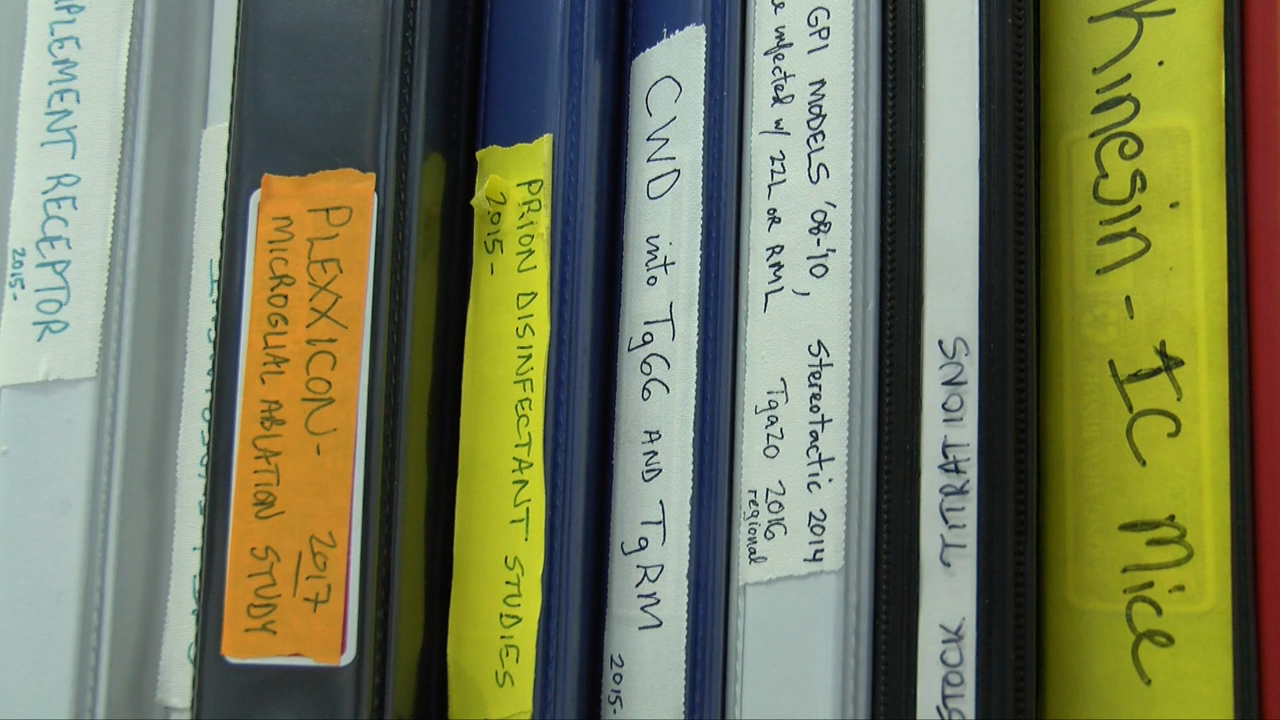 PLEMENT RECEPTOR
2015-
PLEXXICON- 2017
MICROGLIAL ABLATION STUDY
PRION DISINFECTANT STUDIES
2015-
CWD into Tg66 AND TgRM 2015-
GPI MODELS '08-'10, Stereotactic 2014
infected w/ 22L OR RML Tga20 2016
regional
STOCK TITRATIONS
Kinesin - IC Mice